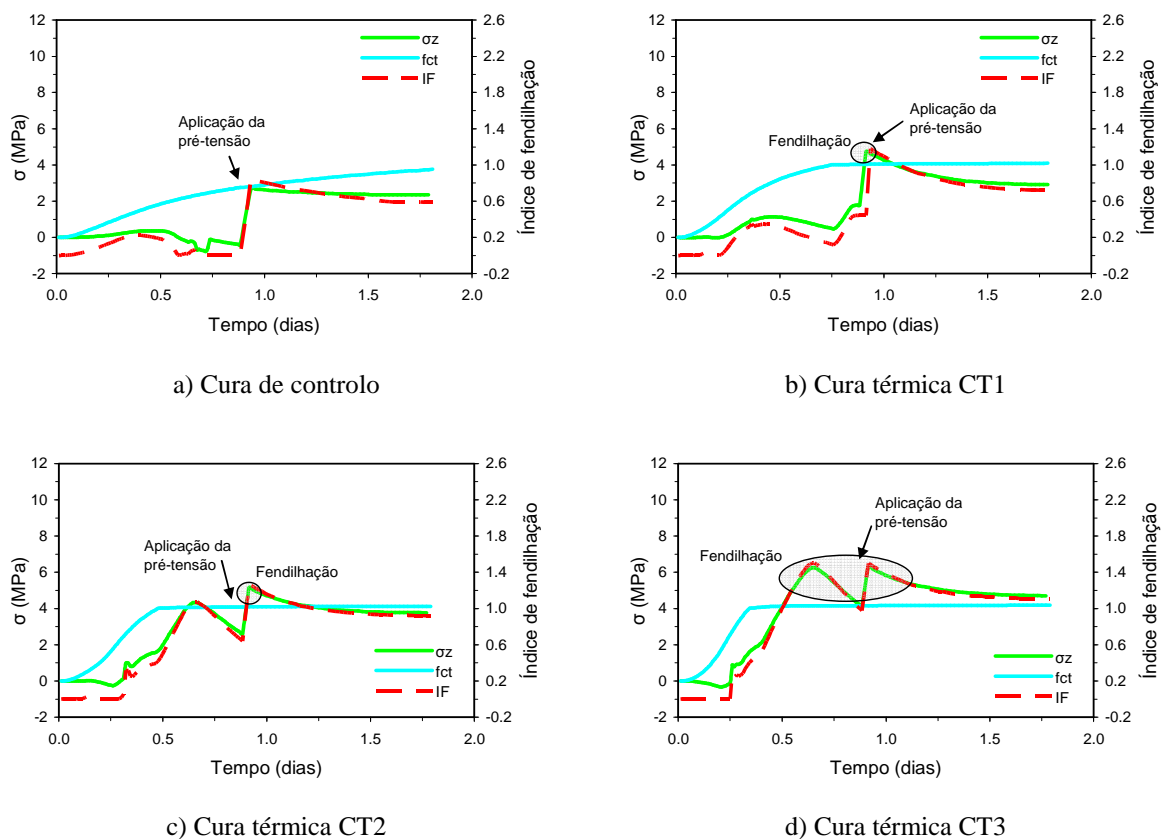 12
10
8
6
4
2
0
-2
σ (MPa)
2.6
2.2
1.8
1.4
1.0
0.6
0.2
-0.2
Índice de fendilhação
σz
fct
IF
Aplicação da
pré-tensão
0.0 0.5 1.0 1.5 2.0
Tempo (dias)
a) Cura de controlo
12
10
8
6
4
2
0
-2
σ (MPa)
2.6
2.2
1.8
1.4
1.0
0.6
0.2
-0.2
Índice de fendilhação
σz
fct
IF
Aplicação da
pré-tensão
Fendilhação
0.0 0.5 1.0 1.5 2.0
Tempo (dias)
b) Cura térmica CT1
12
10
8
6
4
2
0
-2
σ (MPa)
2.6
2.2
1.8
1.4
1.0
0.6
0.2
-0.2
Índice de fendilhação
Aplicação da
pré-tensão
Fendilhação
σz
fct
IF
0.0 0.5 1.0 1.5 2.0
Tempo (dias)
c) Cura térmica CT2
12
10
8
6
4
2
0
-2
σ (MPa)
2.6
2.2
1.8
1.4
1.0
0.6
0.2
-0.2
Índice de fendilhação
Aplicação da
pré-tensão
Fendilhação
σz
fct
IF
0.0 0.5 1.0 1.5 2.0
Tempo (dias)
d) Cura térmica CT3